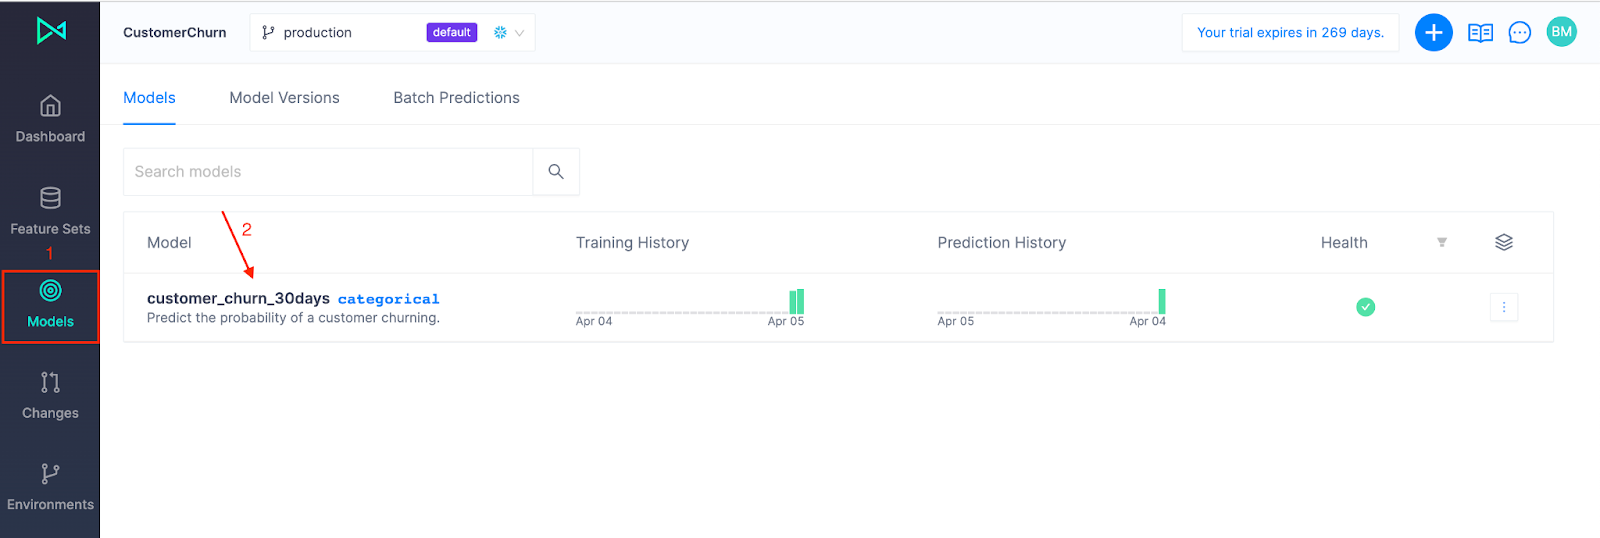 CustomerChurn production default Your trial expires in 269 days. BM
Dashboard
Feature Sets
1
Models
Changes
Environments
Models Model Versions Batch Predictions
Search models
2
Model Training History Prediction History Health
customer_churn_30days categorical
Predict the probability of a customer churning.
Apr 04 Apr 05 Apr 05 Apr 04